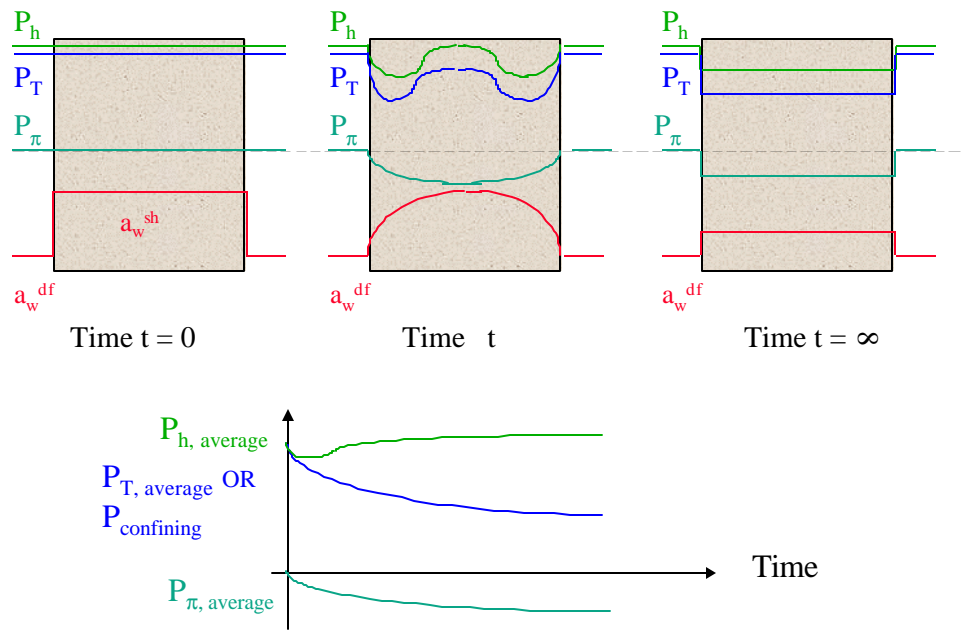 P_h P_T P_π a_w^sh a_w^df
Time t = 0
P_h P_T P_π a_w^df
Time t
P_h P_T P_π a_w^df
Time t = ∞
P_h, average
P_T, average OR
P_confining
Time
P_π, average